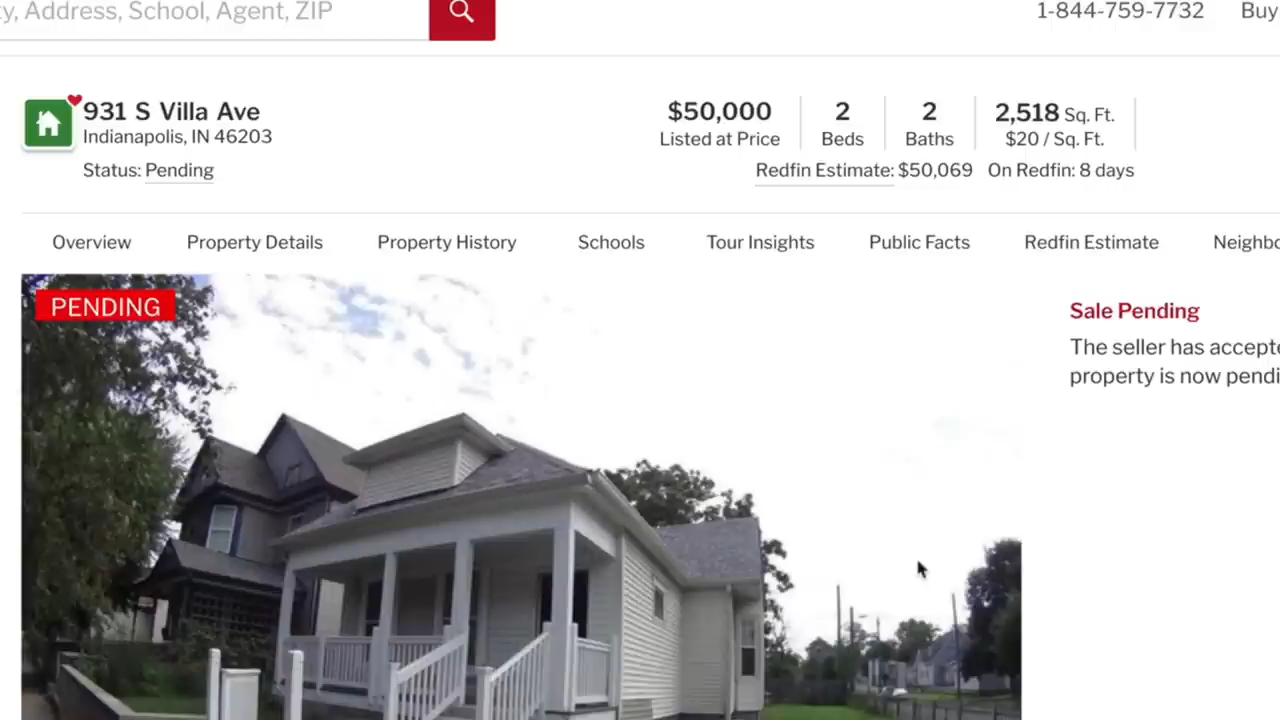 ty, Address, School, Agent, ZIP
1-844-759-7732
Buy
931 S Villa Ave
Indianapolis, IN 46203
Status: Pending
$50,000
Listed at Price
2
Beds
2
Baths
2,518 Sq. Ft.
$20 / Sq. Ft.
Redfin Estimate: $50,069
On Redfin: 8 days
Overview
Property Details
Property History
Schools
Tour Insights
Public Facts
Redfin Estimate
Neighbo
PENDING
Sale Pending
The seller has accepte
property is now pendi